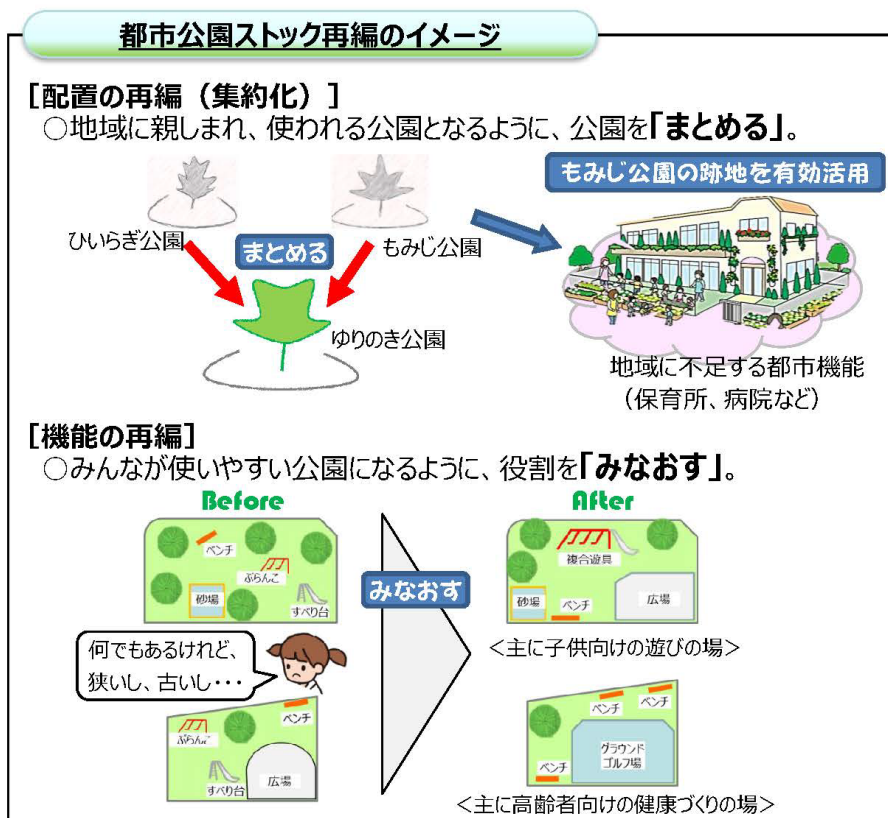 都市公園ストック再編のイメージ
[配置の再編(集約化)]
○地域に親しまれ、使われる公園となるように、公園を「まとめる」。
もみじ公園の跡地を有効活用
ひいらぎ公園
まとめる
もみじ公園
ゆりのき公園
地域に不足する都市機能
(保育所、病院など)
[機能の再編]
○みんなが使いやすい公園になるように、役割を「みなおす」。
Before
ベンチ
ぶらんこ
砂場
すべり台
何でもあるけれど、
狭いし、古いし・・・
ベンチ
ぶらんこ
すべり台
広場
みなおす
After
複合遊具
砂場
ベンチ
広場
<主に子供向けの遊びの場>
ベンチ
ベンチ
グラウンド
ゴルフ場
ベンチ
<主に高齢者向けの健康づくりの場>